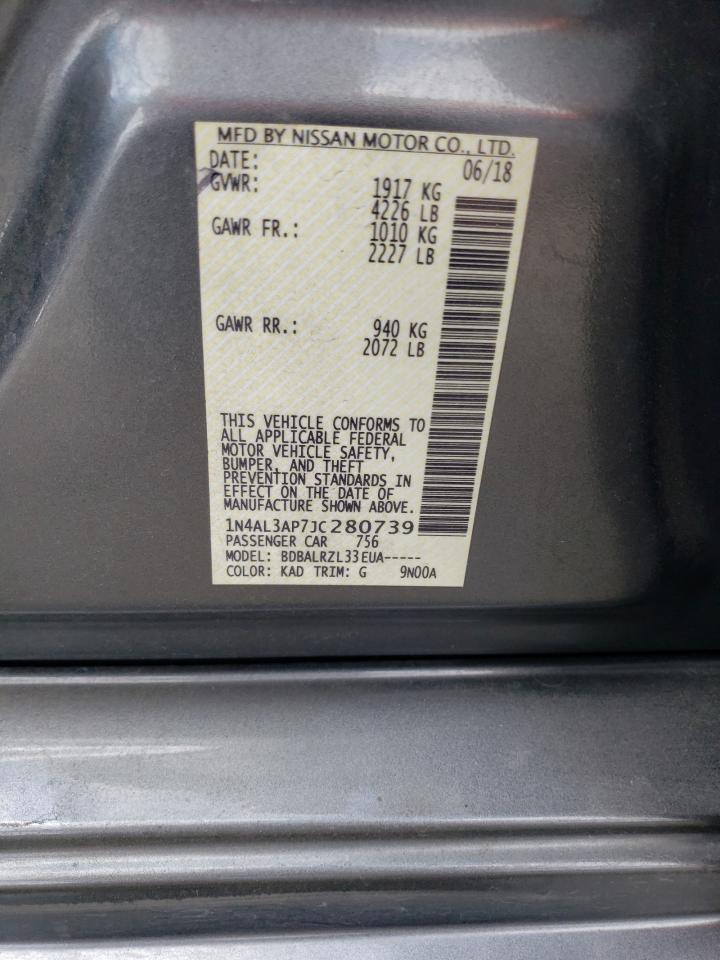 MFD BY NISSAN MOTOR CO., LTD.
DATE: 06/18
GVWR: 1917 KG
4226 LB
GAWR FR.: 1010 KG
2227 LB
GAWR RR.: 940 KG
2072 LB
THIS VEHICLE CONFORMS TO
ALL APPLICABLE FEDERAL
MOTOR VEHICLE SAFETY,
BUMPER, AND THEFT
PREVENTION STANDARDS IN
EFFECT ON THE DATE OF
MANUFACTURE SHOWN ABOVE.
1N4AL3AP7JC280739
PASSENGER CAR 756
MODEL: BDBALRZL33EUA-----
COLOR: KAD TRIM: G 9N00A